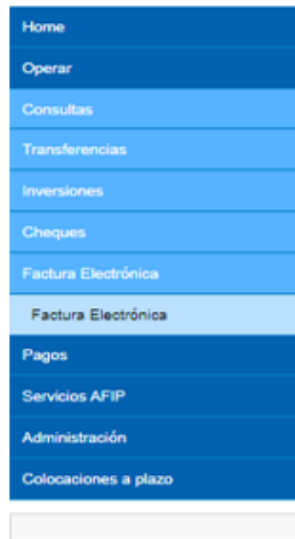 Home
Operar
Consultas
Transferencias
Inversiones
Cheques
Factura Electrónica
Factura Electrónica
Pagos
Servicios AFIP
Administración
Colocaciones a plazo